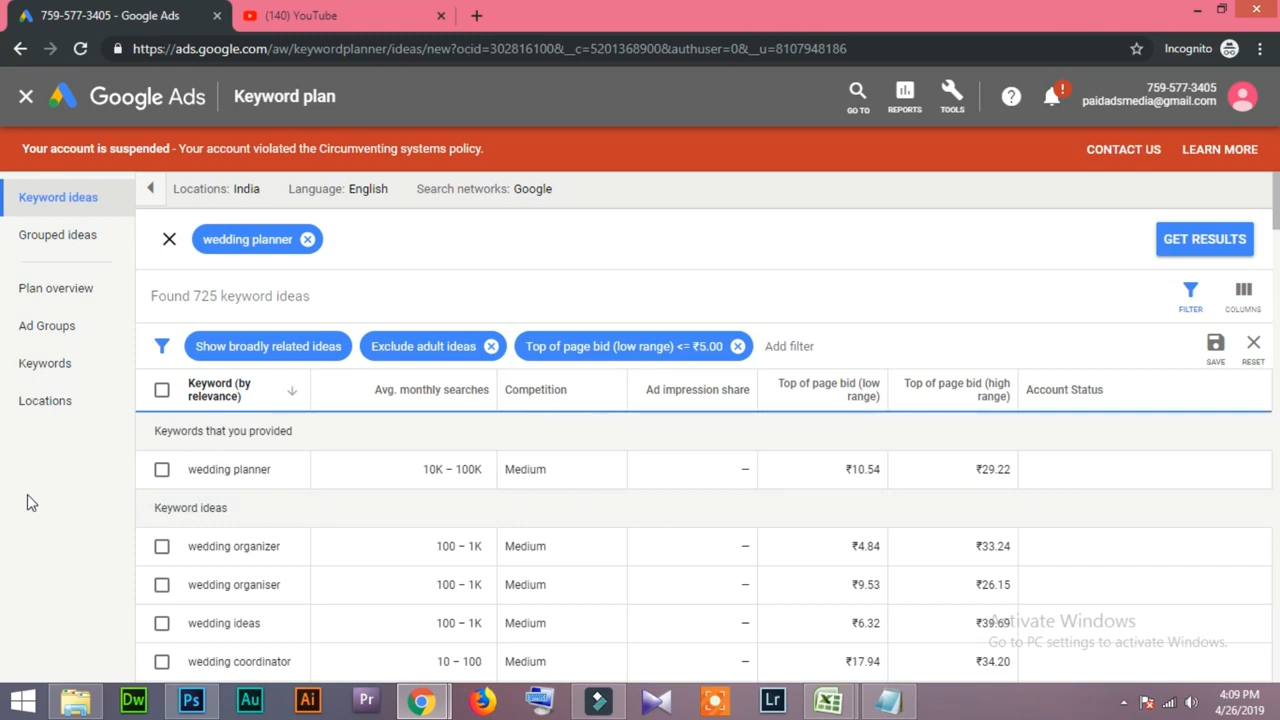 759-577-3405 - Google Ads
(140) YouTube
https://ads.google.com/aw/keywordplanner/ideas/new?ocid=302816100&__c=5201368900&authuser=0&__u=8107948186
Incognito
Google Ads
Keyword plan
GO TO
REPORTS
TOOLS
759-577-3405
paidadsmedia@gmail.com
Your account is suspended - Your account violated the Circumventing systems policy.
CONTACT US
LEARN MORE
Keyword ideas
Grouped ideas
Plan overview
Ad Groups
Keywords
Locations
Locations: India
Language: English
Search networks: Google
wedding planner
GET RESULTS
Found 725 keyword ideas
FILTER
COLUMNS
Show broadly related ideas
Exclude adult ideas
Top of page bid (low range) <= ₹5.00
Add filter
SAVE
RESET
Keyword (by
relevance)
Avg. monthly searches
Competition
Ad impression share
Top of page bid (low
range)
Top of page bid (high
range)
Account Status
Keywords that you provided
wedding planner 10K – 100K Medium – ₹10.54 ₹29.22
Keyword ideas
wedding organizer 100 – 1K Medium – ₹4.84 ₹33.24
wedding organiser 100 – 1K Medium – ₹9.53 ₹26.15
wedding ideas 100 – 1K Medium – ₹6.32 ₹39.69
wedding coordinator 10 – 100 Medium – ₹17.94 ₹34.20
Activate Windows
Go to PC settings to activate Windows.
Dw
Ps
Au
Ai
Pr
Lr
4:09 PM
4/26/2019